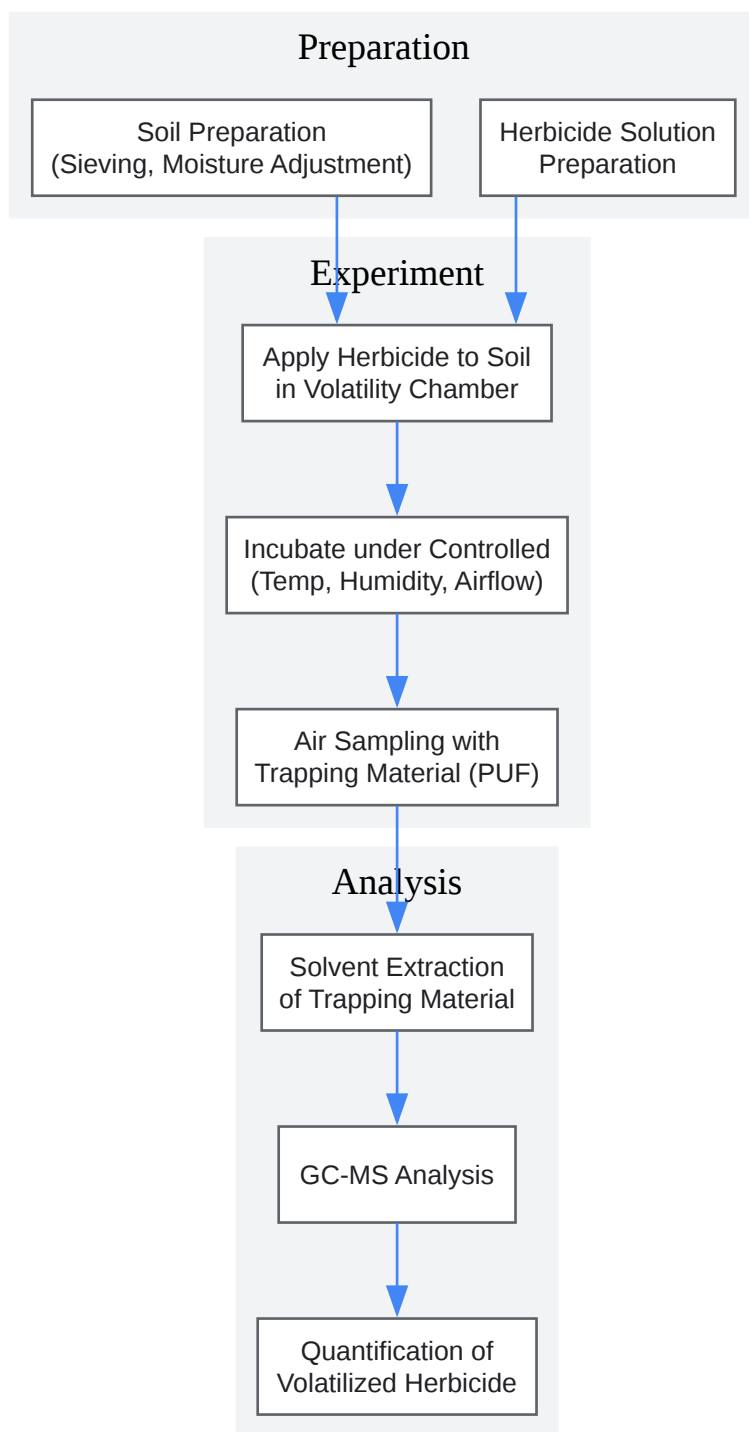 Preparation
Soil Preparation
(Sieving, Moisture Adjustment)
Herbicide Solution
Preparation
Experiment
Apply Herbicide to Soil
in Volatility Chamber
Incubate under Controlled
(Temp, Humidity, Airflow)
Air Sampling with
Trapping Material (PUF)
Analysis
Solvent Extraction
of Trapping Material
GC-MS Analysis
Quantification of
Volatilized Herbicide